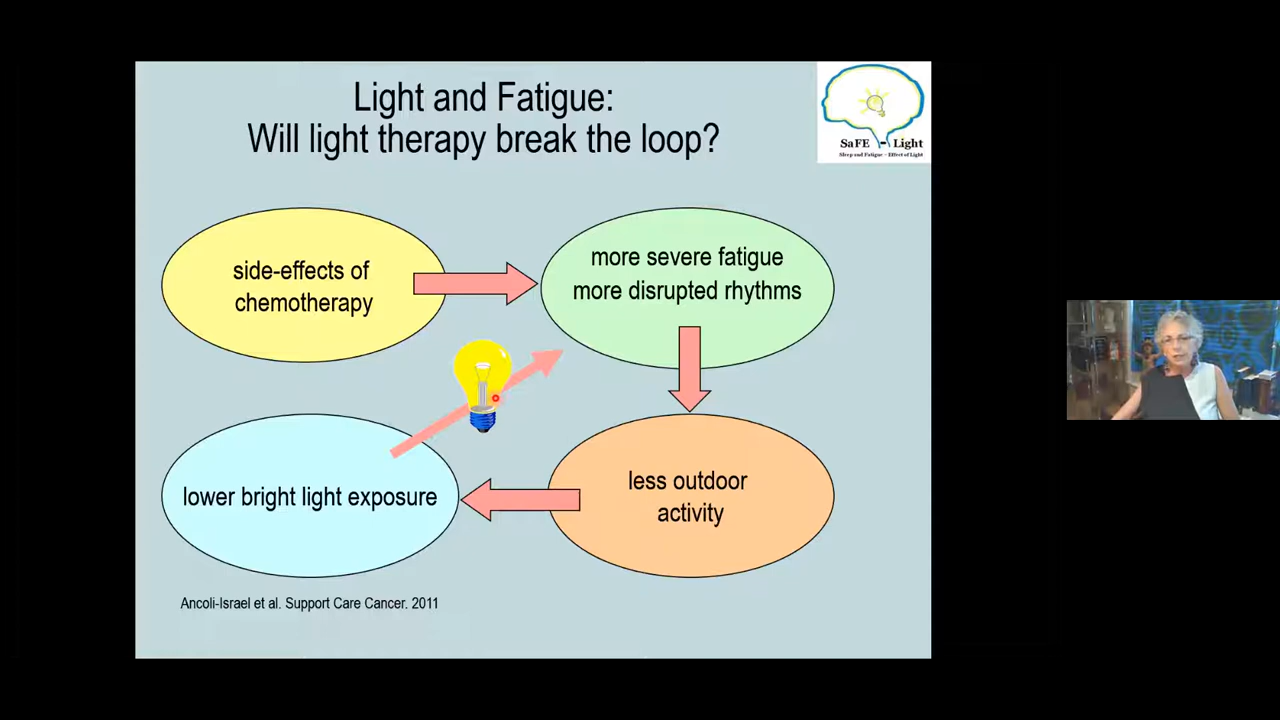 Light and Fatigue:
Will light therapy break the loop?
SaFE - Light
Sleep and Fatigue - Effect of Light
side-effects of
chemotherapy
more severe fatigue
more disrupted rhythms
lower bright light exposure
less outdoor
activity
Ancoli-Israel et al. Support Care Cancer. 2011